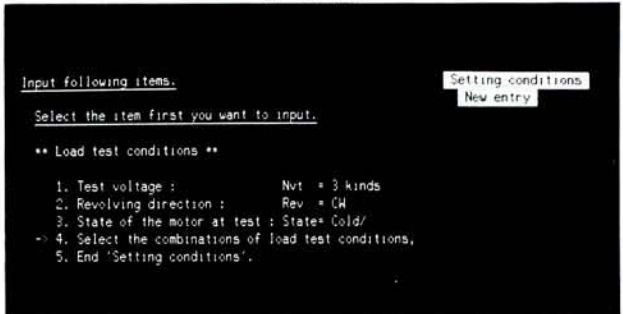 Input following items.
Setting conditions
New entry
Select the item first you want to input.
** Load test conditions **
1. Test voltage : Nvt = 3 kinds
2. Revolving direction : Rev = CW
3. State of the motor at test : State= Cold/
-> 4. Select the combinations of load test conditions,
5. End 'Setting conditions'.